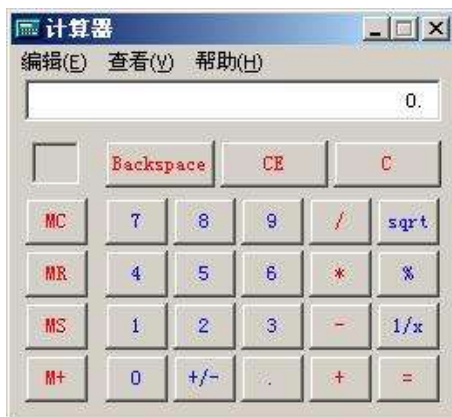 计算器
编辑(E) 查看(V) 帮助(H)
0.
Backspace CE C
MC 7 8 9 / sqrt
MR 4 5 6 * %
MS 1 2 3 - 1/x
M+ 0 +/- . + =